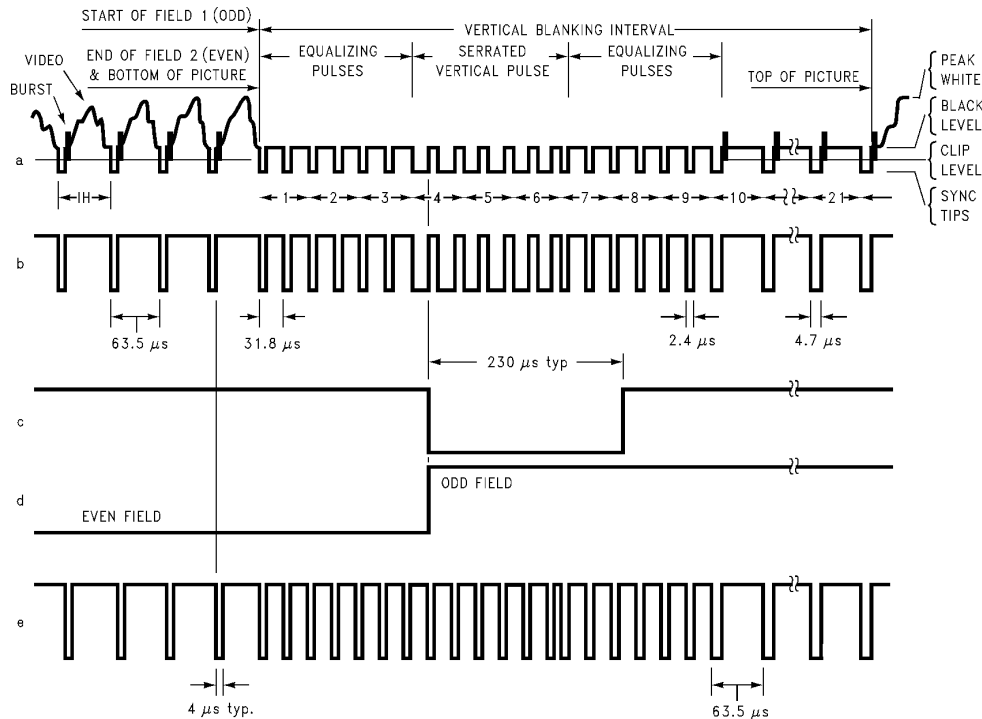 START OF FIELD 1 (ODD)
VERTICAL BLANKING INTERVAL
END OF FIELD 2 (EVEN)
& BOTTOM OF PICTURE
EQUALIZING
PULSES
SERRATED
VERTICAL PULSE
EQUALIZING
PULSES
TOP OF PICTURE
VIDEO
BURST
PEAK
WHITE
BLACK
LEVEL
CLIP
LEVEL
SYNC
TIPS
a
1H 1 2 3 4 5 6 7 8 9 10 21
b
63.5 µs 31.8 µs 2.4 µs 4.7 µs
230 µs typ
c
d
ODD FIELD
EVEN FIELD
e
4 µs typ.
63.5 µs